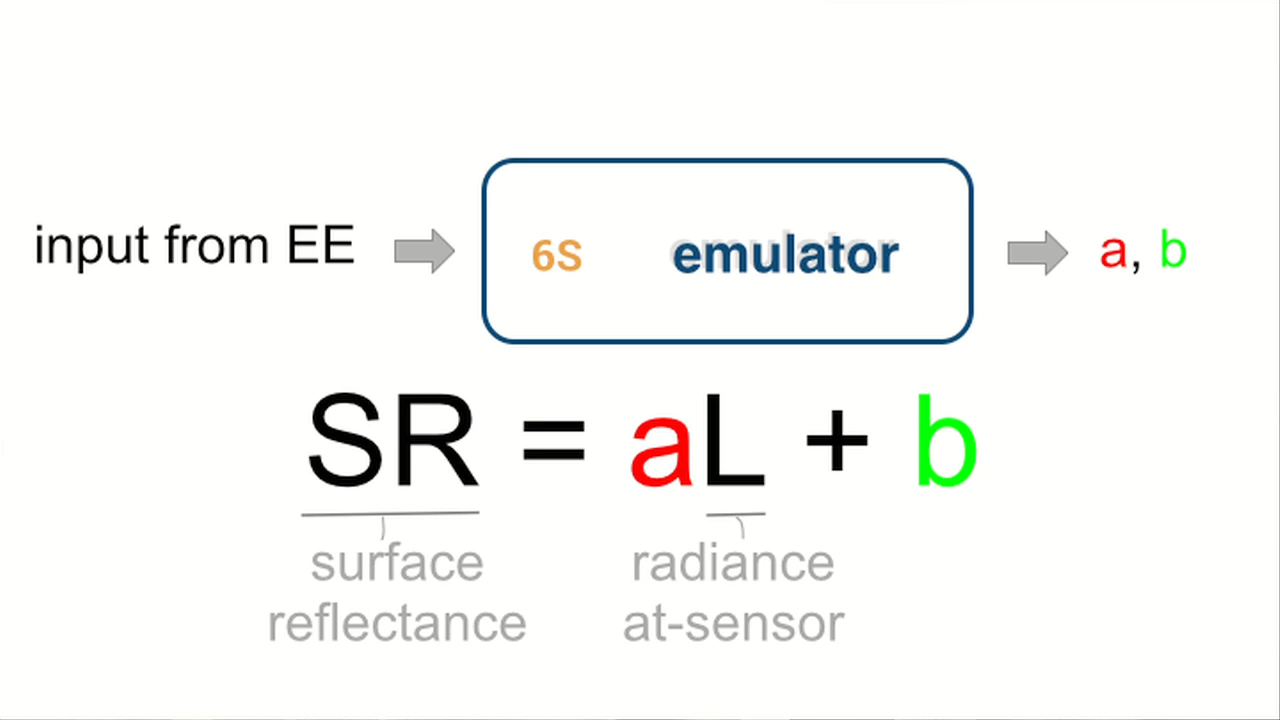 input from EE
6S emulator
a, b
SR = aL + b
surface reflectance
radiance at-sensor